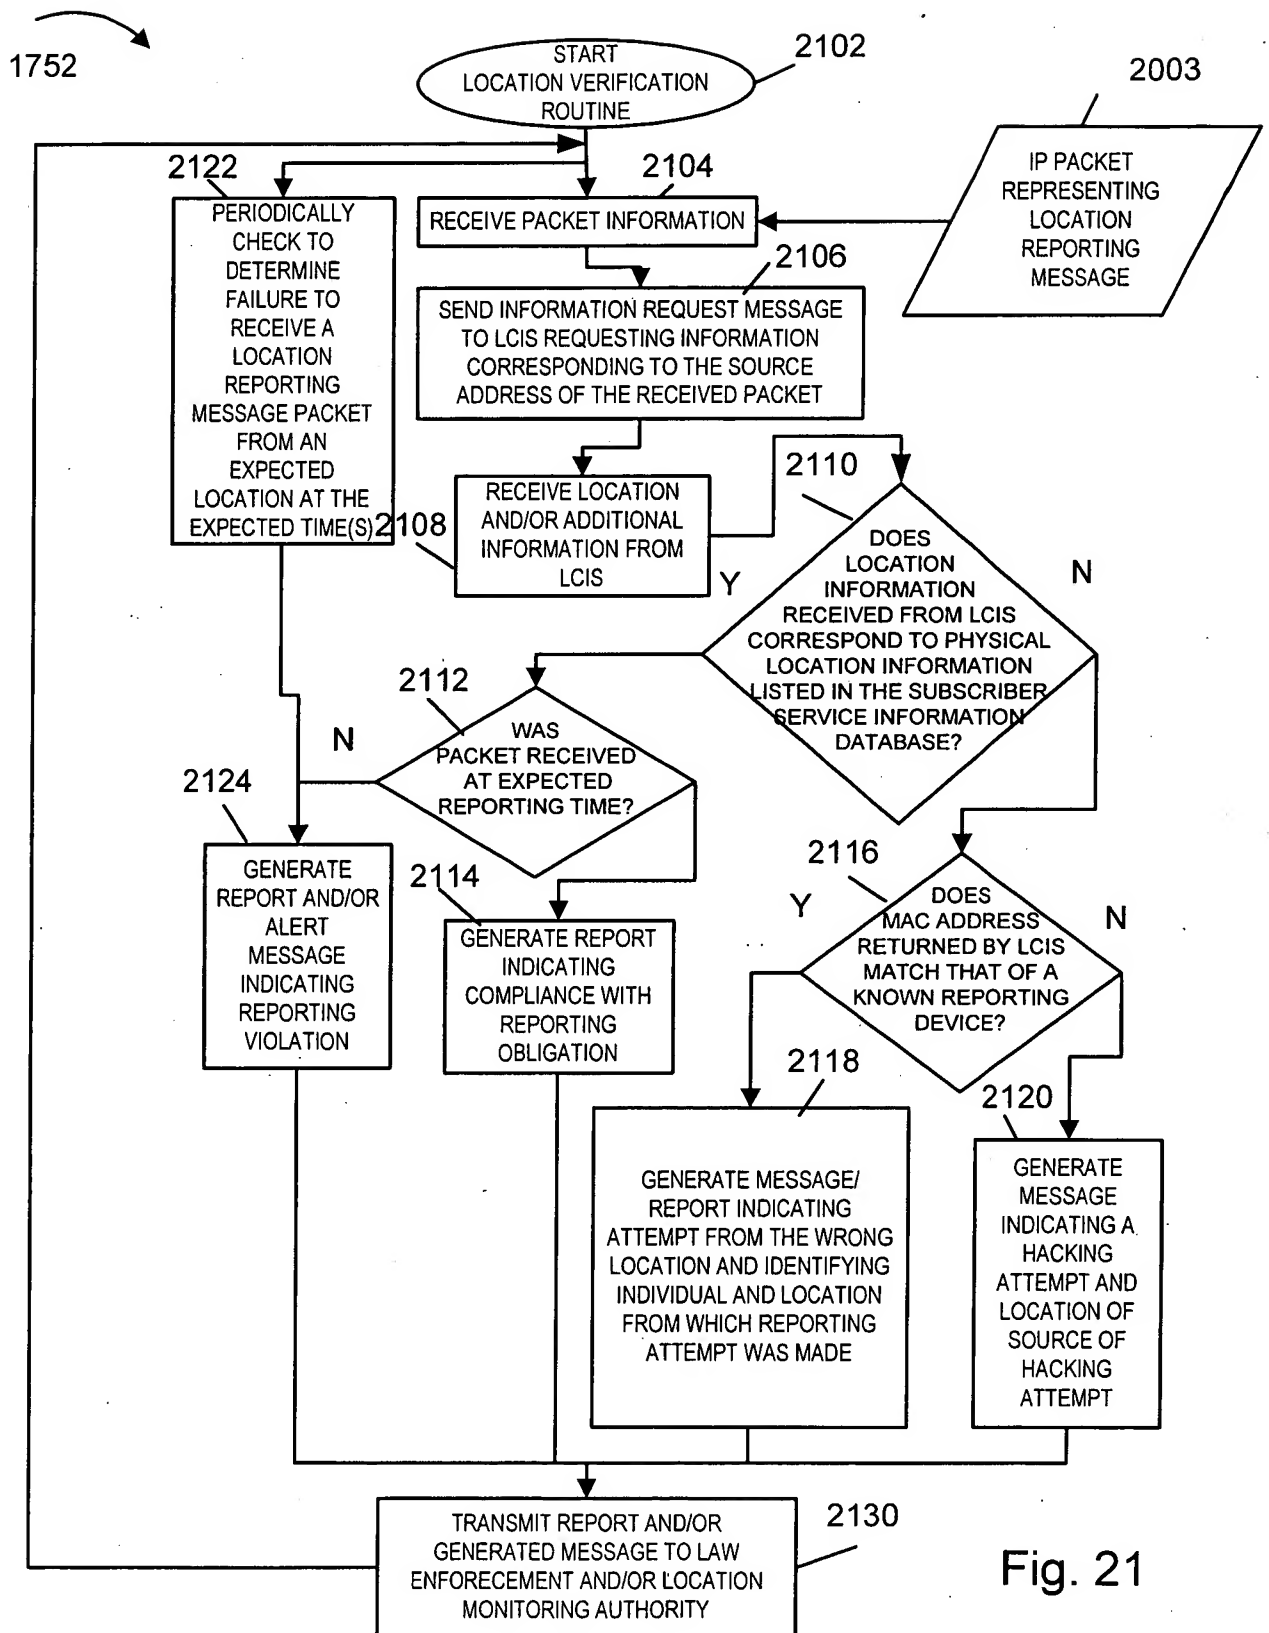 1752
START
LOCATION VERIFICATION
ROUTINE
2102
2003
IP PACKET
REPRESENTING
LOCATION
REPORTING
MESSAGE
2122
PERIODICALLY
CHECK TO
DETERMINE
FAILURE TO
RECEIVE A
LOCATION
REPORTING
MESSAGE PACKET
FROM AN
EXPECTED
LOCATION AT THE
EXPECTED TIME(S)
2104
RECEIVE PACKET INFORMATION
2106
SEND INFORMATION REQUEST MESSAGE
TO LCIS REQUESTING INFORMATION
CORRESPONDING TO THE SOURCE
ADDRESS OF THE RECEIVED PACKET
2108
RECEIVE LOCATION
AND/OR ADDITIONAL
INFORMATION FROM
LCIS
2110
DOES
LOCATION
INFORMATION
RECEIVED FROM LCIS
CORRESPOND TO PHYSICAL
LOCATION INFORMATION
LISTED IN THE SUBSCRIBER
SERVICE INFORMATION
DATABASE?
Y
N
2112
WAS
PACKET RECEIVED
AT EXPECTED
REPORTING TIME?
N
2124
GENERATE
REPORT AND/OR
ALERT
MESSAGE
INDICATING
REPORTING
VIOLATION
2114
GENERATE REPORT
INDICATING
COMPLIANCE WITH
REPORTING
OBLIGATION
2116
DOES
MAC ADDRESS
RETURNED BY LCIS
MATCH THAT OF A
KNOWN REPORTING
DEVICE?
Y
N
2118
GENERATE MESSAGE/
REPORT INDICATING
ATTEMPT FROM THE WRONG
LOCATION AND IDENTIFYING
INDIVIDUAL AND LOCATION
FROM WHICH REPORTING
ATTEMPT WAS MADE
2120
GENERATE
MESSAGE
INDICATING A
HACKING
ATTEMPT AND
LOCATION OF
SOURCE OF
HACKING
ATTEMPT
2130
TRANSMIT REPORT AND/OR
GENERATED MESSAGE TO LAW
ENFORECEMENT AND/OR LOCATION
MONITORING AUTHORITY
Fig. 21